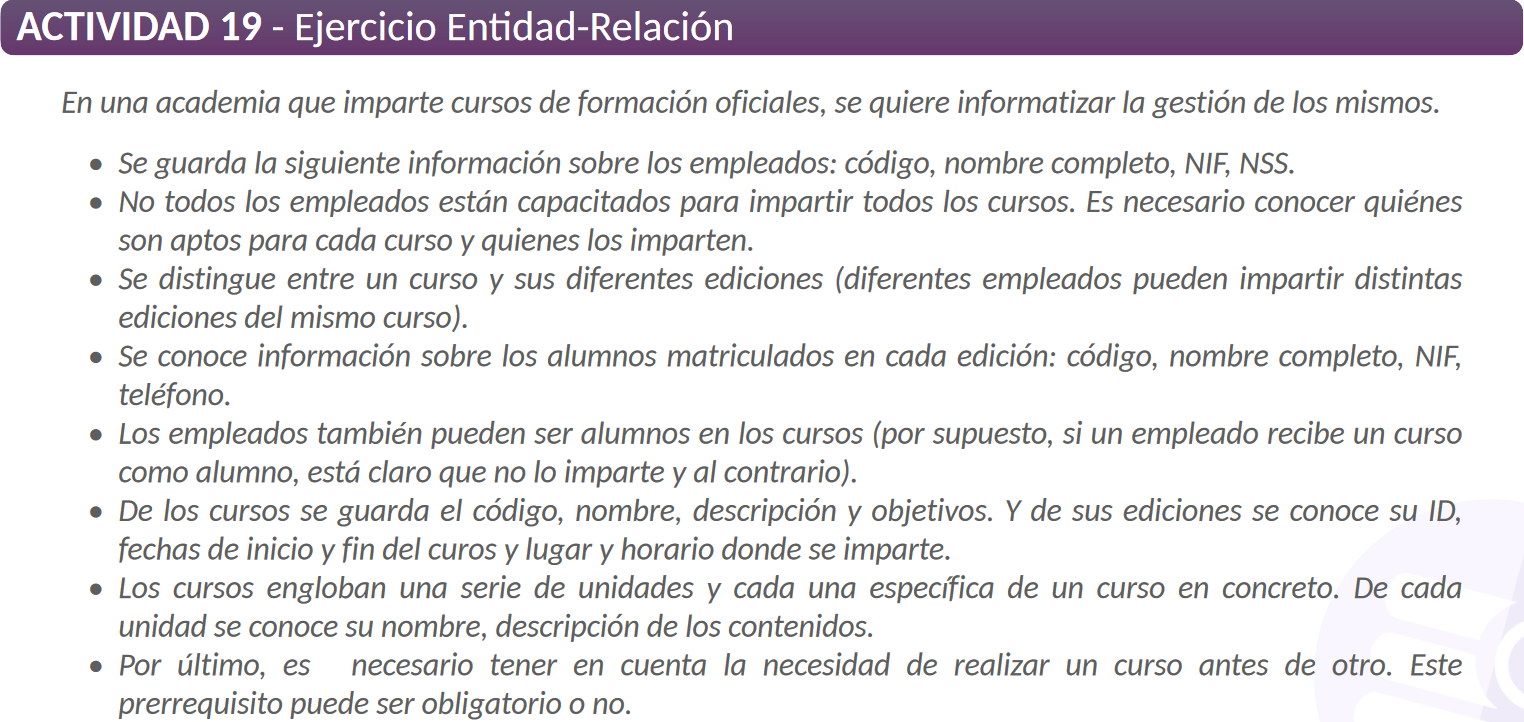 ACTIVIDAD 19 - Ejercicio Entidad-Relación
En una academia que imparte cursos de formación oficiales, se quiere informatizar la gestión de los mismos.
• Se guarda la siguiente información sobre los empleados: código, nombre completo, NIF, NSS.
• No todos los empleados están capacitados para impartir todos los cursos. Es necesario conocer quiénes
son aptos para cada curso y quienes los imparten.
• Se distingue entre un curso y sus diferentes ediciones (diferentes empleados pueden impartir distintas
ediciones del mismo curso).
• Se conoce información sobre los alumnos matriculados en cada edición: código, nombre completo, NIF,
teléfono.
• Los empleados también pueden ser alumnos en los cursos (por supuesto, si un empleado recibe un curso
como alumno, está claro que no lo imparte y al contrario).
• De los cursos se guarda el código, nombre, descripción y objetivos. Y de sus ediciones se conoce su ID,
fechas de inicio y fin del curos y lugar y horario donde se imparte.
• Los cursos engloban una serie de unidades y cada una específica de un curso en concreto. De cada
unidad se conoce su nombre, descripción de los contenidos.
• Por último, es necesario tener en cuenta la necesidad de realizar un curso antes de otro. Este
prerrequisito puede ser obligatorio o no.